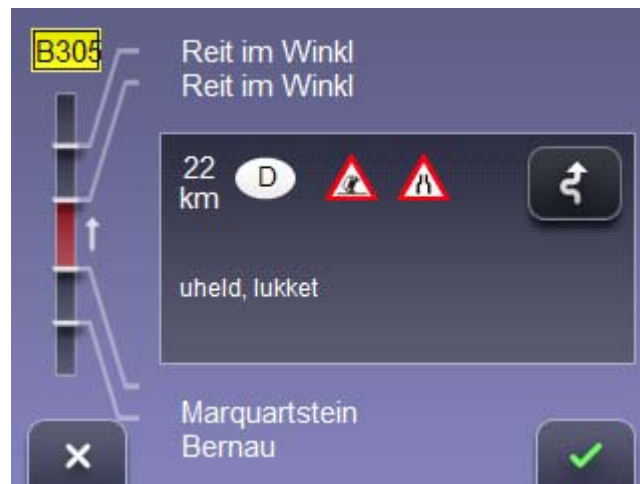 B305
Reit im Winkl
Reit im Winkl
22
km
D
uheld, lukket
Marquartstein
Bernau